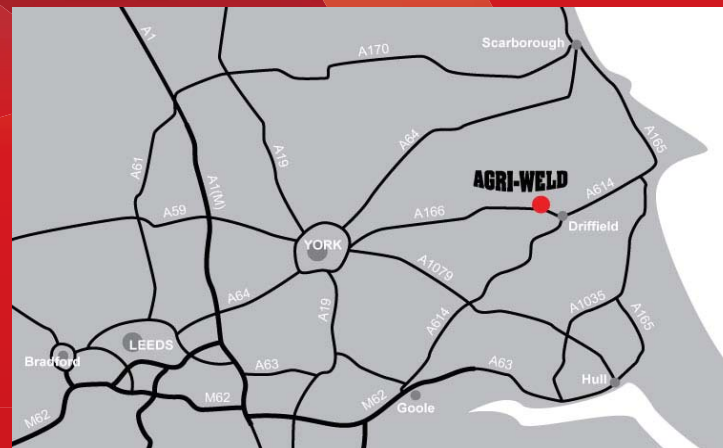 A1
Scarborough
A170
A64
A19
A165
A61
A1(M)
AGRI-WELD
A614
A59
A166
Driffield
YORK
A1079
A64
A19
A614
A1035
A165
LEEDS
Bradford
A63
A63
Hull
M62
M62
Goole
M62